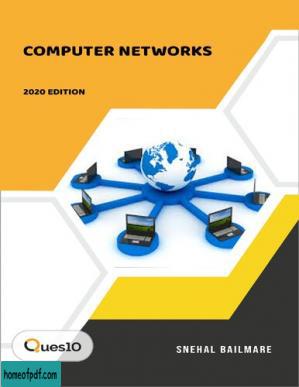 COMPUTER NETWORKS
2020 EDITION
Ques10
SNEHAL BAILMARE
homeofpdf.com